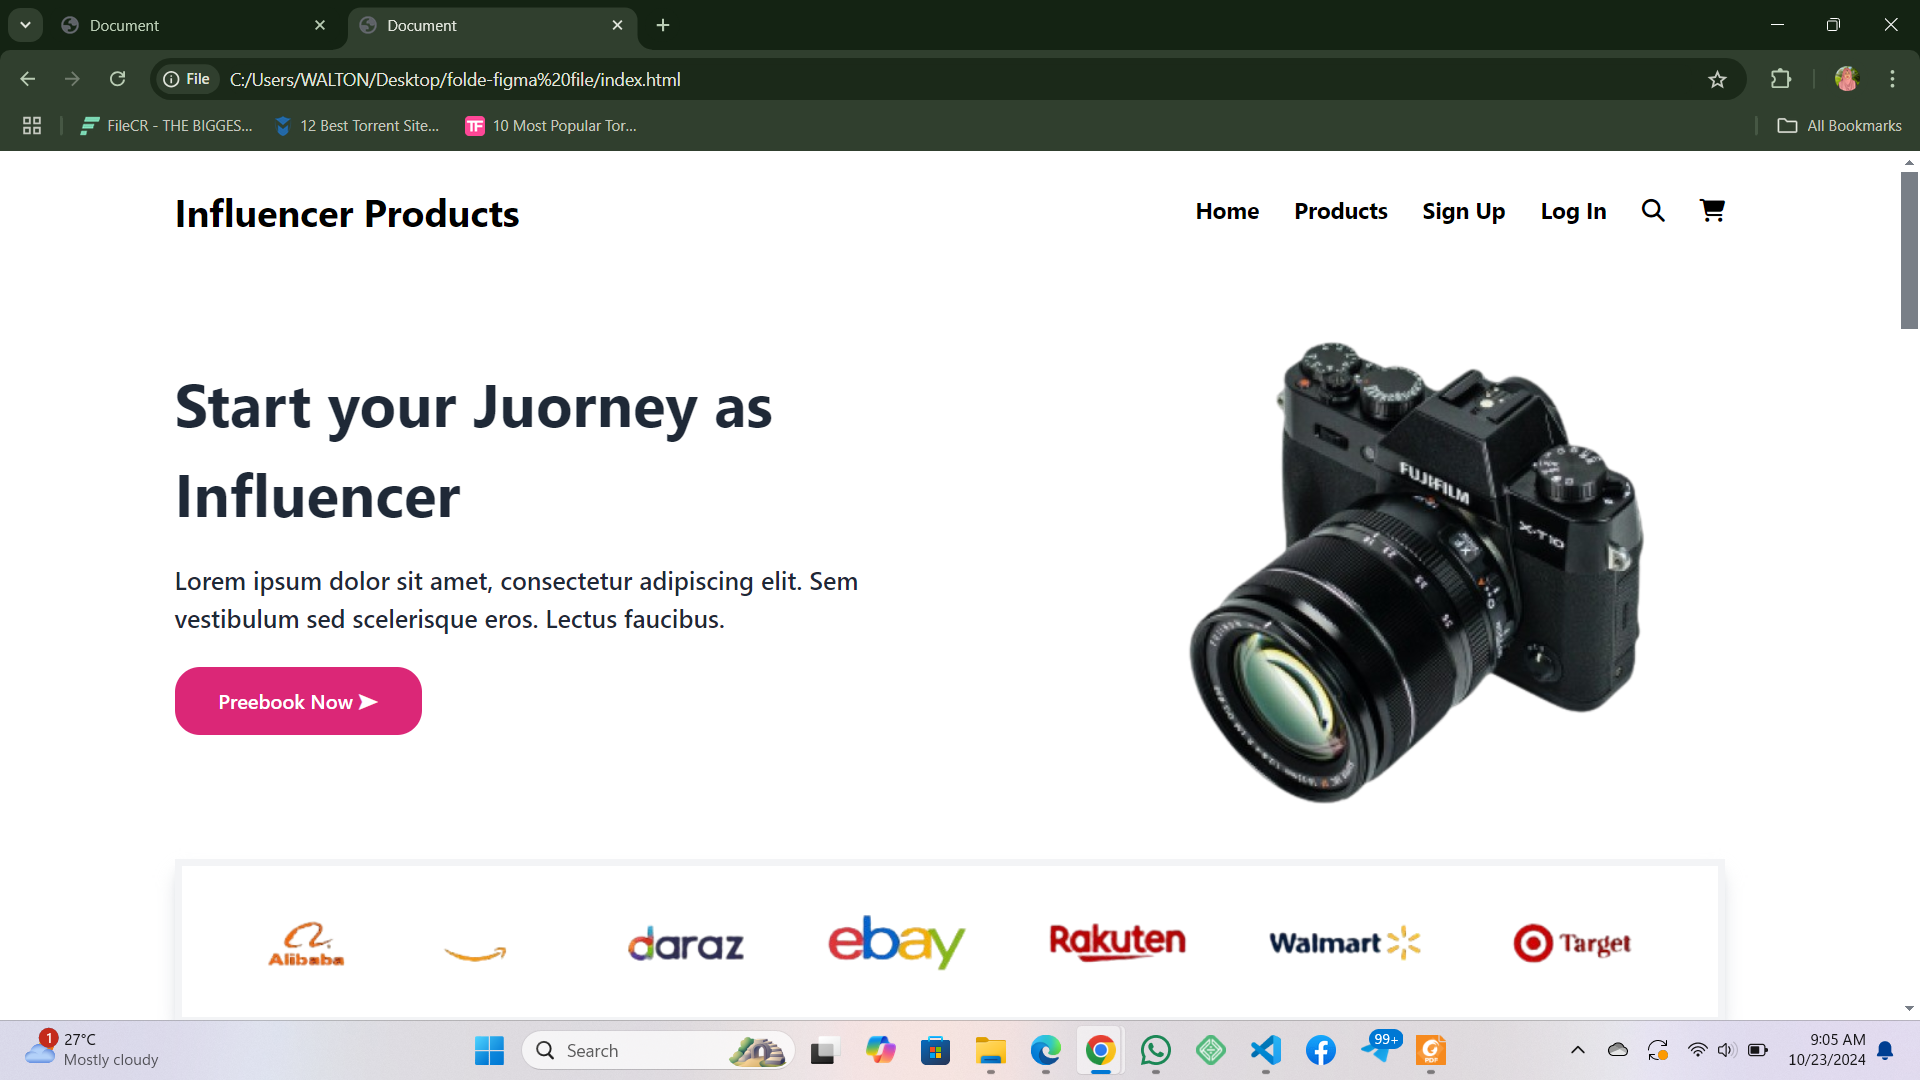 Document
Document
File
C:/Users/WALTON/Desktop/folde-figma%20file/index.html
FileCR - THE BIGGES...
12 Best Torrent Site...
TF
10 Most Popular Tor...
All Bookmarks
Influencer Products
Home
Products
Sign Up
Log In
Start your Juorney as
Influencer
Lorem ipsum dolor sit amet, consectetur adipiscing elit. Sem
vestibulum sed scelerisque eros. Lectus faucibus.
Preebook Now
FUJIFILM
X-T10
XF
Alibaba
daraz
ebay
Rakuten
Walmart
Target
1
27°C
Mostly cloudy
Search
99+
PDF
9:05 AM
10/23/2024